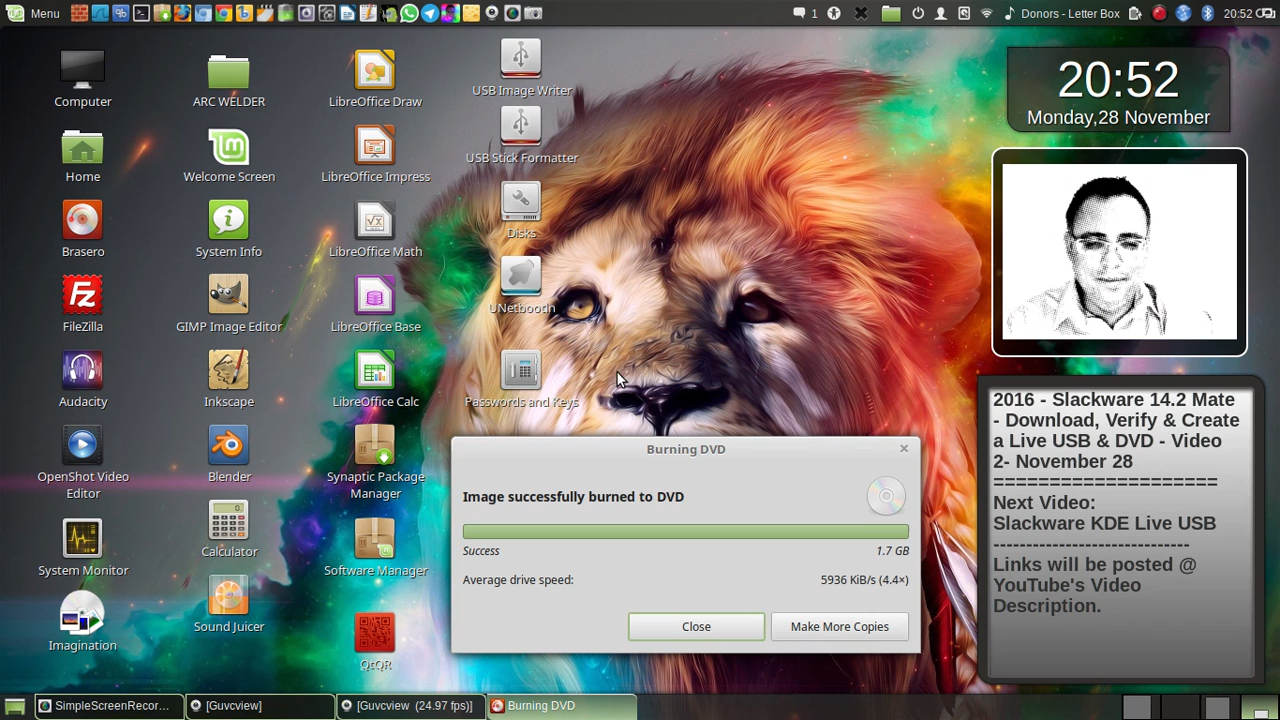 Menu
1
Donors - Letter Box
20:52
Computer
ARC WELDER
LibreOffice Draw
USB Image Writer
USB Stick Formatter
Home
Welcome Screen
LibreOffice Impress
Brasero
System Info
LibreOffice Math
Disks
FileZilla
GIMP Image Editor
LibreOffice Base
UNetbootin
Audacity
Inkscape
LibreOffice Calc
Passwords and Keys
OpenShot Video
Editor
Blender
Synaptic Package
Manager
System Monitor
Calculator
Software Manager
Imagination
Sound Juicer
QtQR
20:52
Monday,28 November
2016 - Slackware 14.2 Mate
- Download, Verify & Create
a Live USB & DVD - Video
2- November 28
====================
Next Video:
Slackware KDE Live USB
------------------------------
Links will be posted @
YouTube's Video
Description.
Burning DVD
Image successfully burned to DVD
Success 1.7 GB
Average drive speed: 5936 KiB/s (4.4×)
Close Make More Copies
SimpleScreenRecor...
[Guvcview]
[Guvcview (24.97 fps)]
Burning DVD